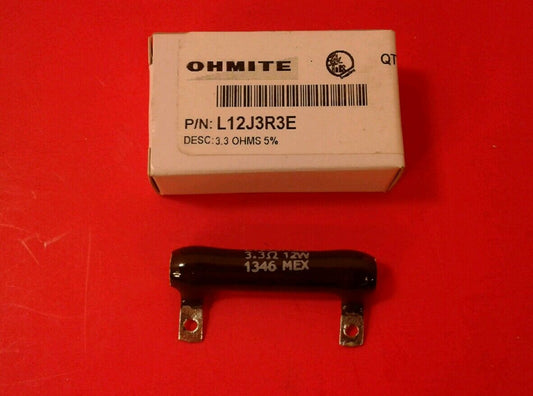 OHMITE
QT
P/N: L12J3R3E
DESC:3.3 OHMS 5%
3.3Ω 12W
1346 MEX